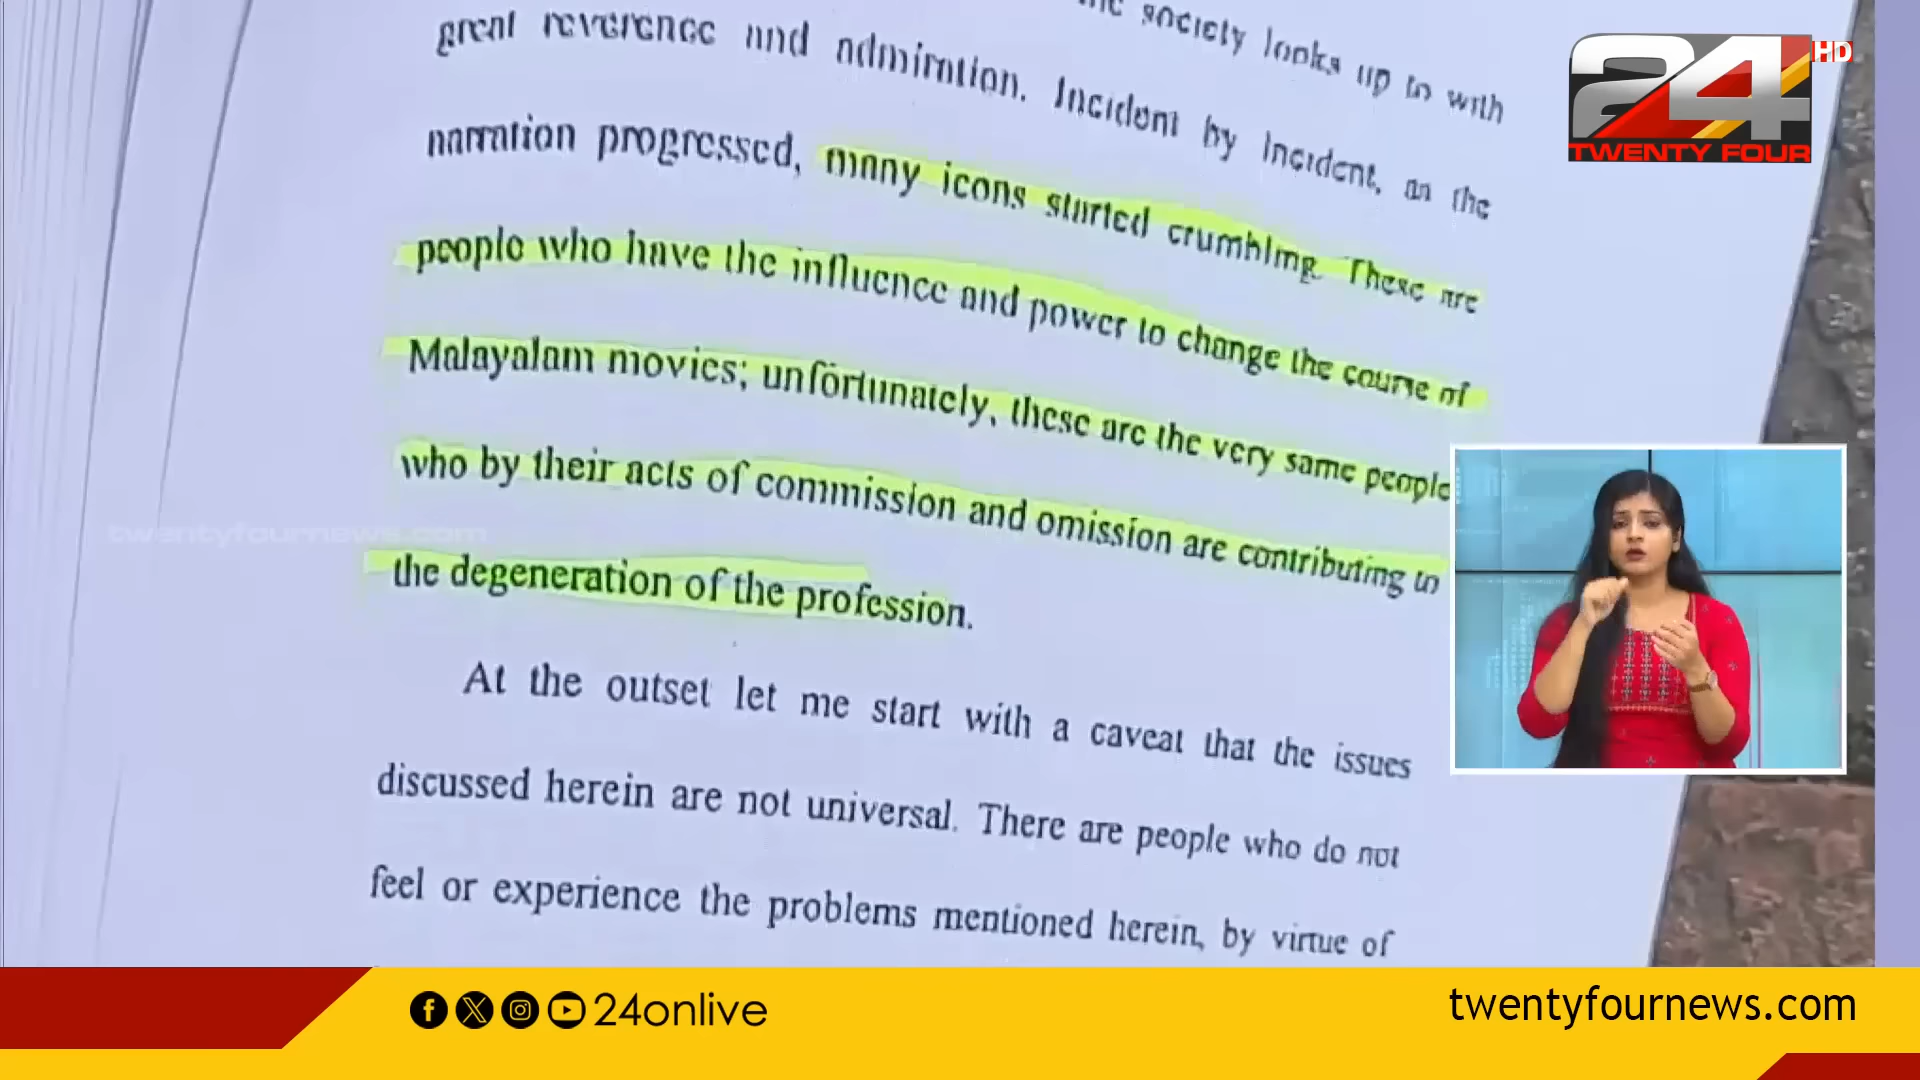 society looks up to with
great reverence and admiration. Incident by incident, as the
narration progressed, many icons started crumbling. These are
people who have the influence and power to change the course of
Malayalam movies; unfortunately, these are the very same people
who by their acts of commission and omission are contributing to
the degeneration of the profession.
At the outset let me start with a caveat that the issues
discussed herein are not universal. There are people who do not
feel or experience the problems mentioned herein, by virtue of
24 HD
TWENTY FOUR
twentyfournews.com
24onlive
twentyfournews.com